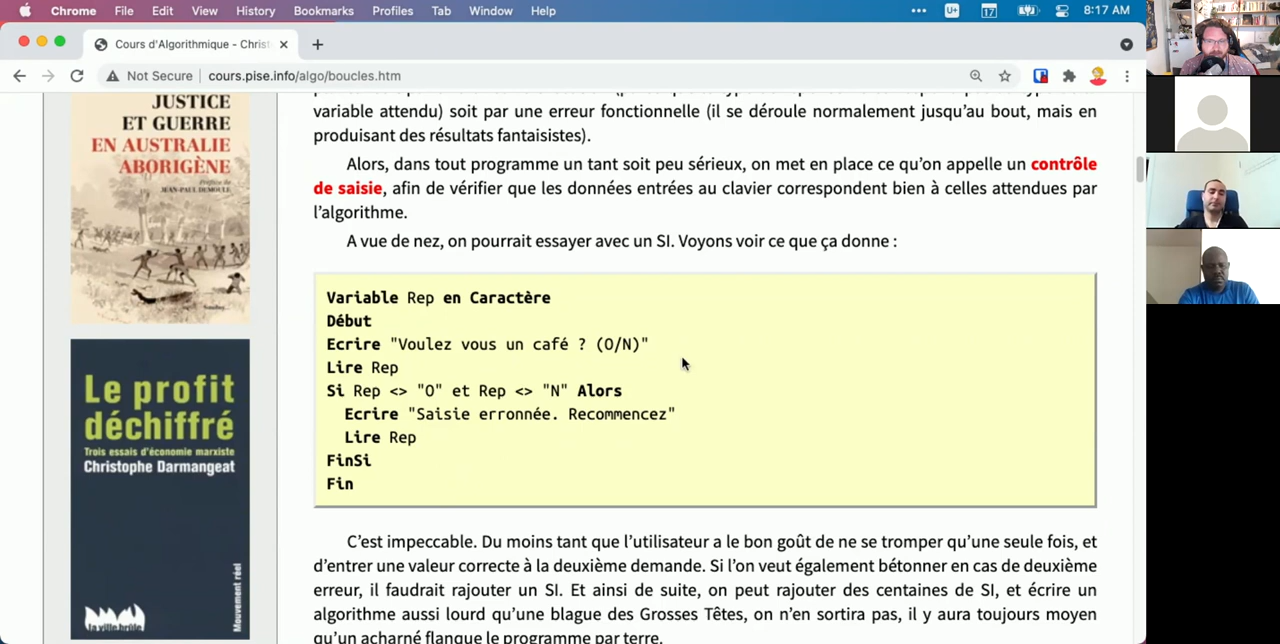 Chrome File Edit View History Bookmarks Profiles Tab Window Help
U+ 17 8:17 AM
Cours d'Algorithmique - Christ
Not Secure cours.pise.info/algo/boucles.htm
JUSTICE
ET GUERRE
EN AUSTRALIE
ABORIGÈNE
Préface de
JEAN-PAUL DEMOULE
Le profit
déchiffré
Trois essais d'économie marxiste
Christophe Darmangeat
la ville brûle
Mouvement réel
variable attendu) soit par une erreur fonctionnelle (il se déroule normalement jusqu'au bout, mais en
produisant des résultats fantaisistes).
Alors, dans tout programme un tant soit peu sérieux, on met en place ce qu'on appelle un contrôle
de saisie, afin de vérifier que les données entrées au clavier correspondent bien à celles attendues par
l'algorithme.
A vue de nez, on pourrait essayer avec un SI. Voyons voir ce que ça donne :
Variable Rep en Caractère
Début
Ecrire "Voulez vous un café ? (O/N)"
Lire Rep
Si Rep <> "O" et Rep <> "N" Alors
Ecrire "Saisie erronnée. Recommencez"
Lire Rep
FinSi
Fin
C'est impeccable. Du moins tant que l'utilisateur a le bon goût de ne se tromper qu'une seule fois, et
d'entrer une valeur correcte à la deuxième demande. Si l'on veut également bétonner en cas de deuxième
erreur, il faudrait rajouter un SI. Et ainsi de suite, on peut rajouter des centaines de SI, et écrire un
algorithme aussi lourd qu'une blague des Grosses Têtes, on n'en sortira pas, il y aura toujours moyen
qu'un acharné flanque le programme par terre.